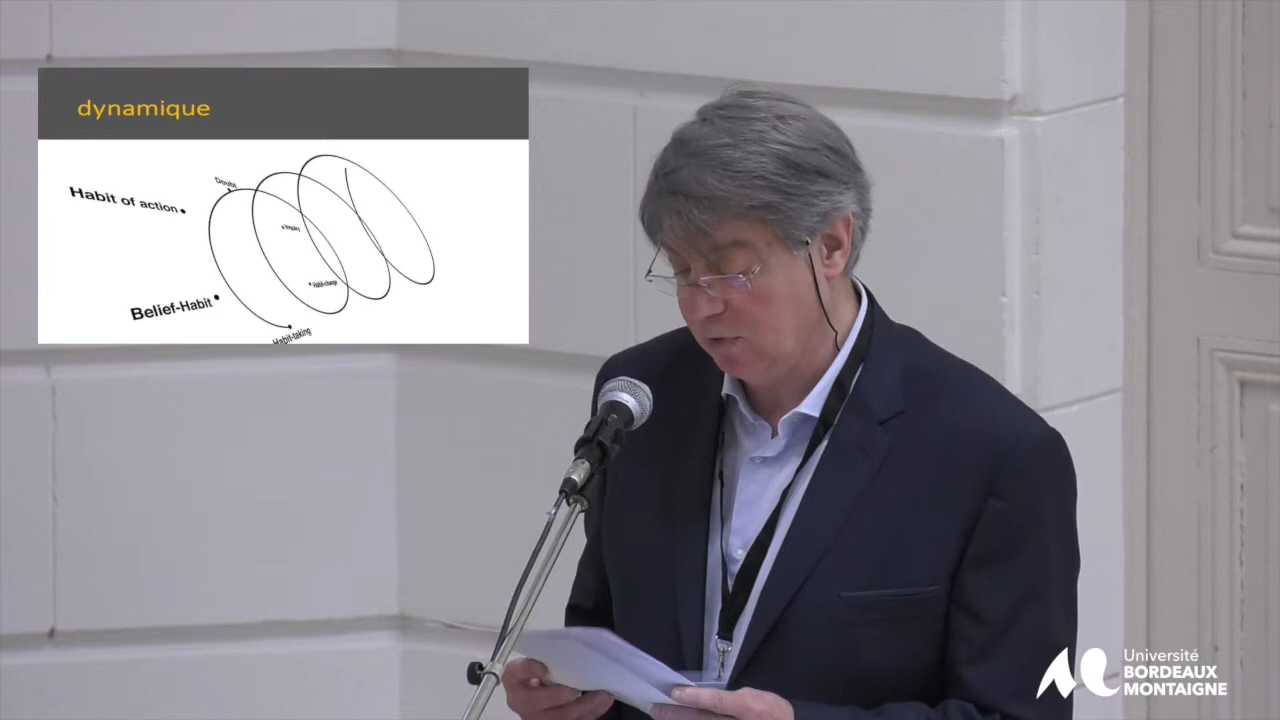 dynamique
Doubt
Habit of action
Inquiry
Habit-change
Belief-Habit
Habit-taking
Université
BORDEAUX
MONTAIGNE